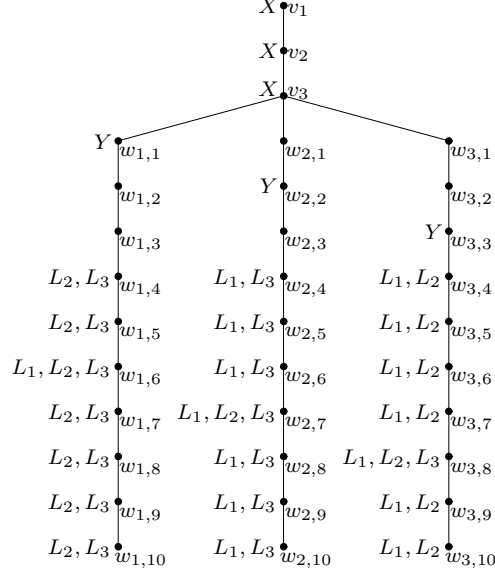 X v₁
X v₂
X v₃
Y w₁,₁ w₂,₁ w₃,₁
w₁,₂ Y w₂,₂ w₃,₂
w₁,₃ w₂,₃ Y w₃,₃
L₂, L₃ w₁,₄ L₁, L₃ w₂,₄ L₁, L₂ w₃,₄
L₂, L₃ w₁,₅ L₁, L₃ w₂,₅ L₁, L₂ w₃,₅
L₁, L₂, L₃ w₁,₆ L₁, L₃ w₂,₆ L₁, L₂ w₃,₆
L₂, L₃ w₁,₇ L₁, L₂, L₃ w₂,₇ L₁, L₂ w₃,₇
L₂, L₃ w₁,₈ L₁, L₃ w₂,₈ L₁, L₂, L₃ w₃,₈
L₂, L₃ w₁,₉ L₁, L₃ w₂,₉ L₁, L₂ w₃,₉
L₂, L₃ w₁,₁₀ L₁, L₃ w₂,₁₀ L₁, L₂ w₃,₁₀